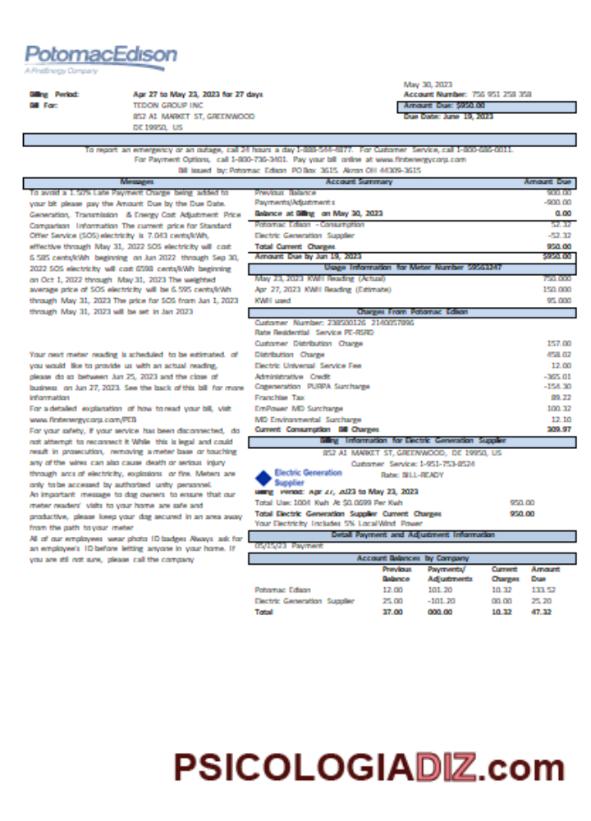 PotomacEdison
A FirstEnergy Company
May 30, 2023
Billing Period: Apr 27 to May 23, 2023 for 27 days
Account Number: 756 951 258 358
Bill For: TEDON GROUP INC
Amount Due: $950.00
852 A1 MARKET ST, GREENWOOD
Due Date: June 19, 2023
DE 19950, US
To report an emergency or an outage, call 24 hours a day 1-888-544-4877. For Customer Service, call 1-800-686-0011.
For Payment Options, call 1-800-736-3401. Pay your bill online at www.firstenergycorp.com
Bill issued by: Potomac Edison PO Box 3615, Akron OH 44309-3615
Messages
To avoid a 1.50% Late Payment Charge being added to
your bit please pay the Amount Due by the Due Date.
Generation, Transmission & Energy Cost Adjustment Price
Comparison Information The current price for Standard
Offer Service (SOS) electricity is 7.043 cents/kWh,
effective through May 31, 2022 SOS electricity will cost
6.585 cents/kWh beginning on Jun 2022 through Sep 30,
2022 SOS electricity will cost 6598 cents/kWh beginning
on Oct 1, 2022 through May 31, 2023 The weighted
average price of SOS electricity will be 6.595 cents/kWh
through May 31, 2023 The price for SOS from Jun 1, 2023
through May 31, 2023 will be set in Jan 2023
Your next meter reading is scheduled to be estimated. of
you would like to provide us with an actual reading,
please do so between Jun 25, 2023 and the close of
business on Jun 27, 2023. See the back of this bill for more
information
For a detailed explanation of how to read your bill, visit
www.firstenergycorp.com/PEB
For your safety, if your service has been disconnected, do
not attempt to reconnect it While this is legal and could
result in prosecution, removing a meter base or touching
any of the wires can also cause death or serious injury
through arcs of electricity, explosions or fire. Meters are
only to be accessed by authorized unity personnel.
An important message to dog owners to ensure that our
meter readers' visits to your home are safe and
productive, please keep your dog secured in an area away
from the path to your meter
All of our employees wear photo ID badges Always ask for
an employee's ID before letting anyone in your home. If
you are still not sure, please call the company
Account Summary Amount Due
Previous Balance 900.00
Payments/Adjustments -900.00
Balance at Billing on May 30, 2023 0.00
Potomac Edison - Consumption 52.32
Electric Generation Supplier -52.32
Total Current Charges 950.00
Amount Due by Jun 19, 2023 $950.00
Usage Information for Meter Number S9563247
May 23, 2023 KWH Reading (Actual) 750.000
Apr 27, 2023 KWH Reading (Estimate) 150.000
KWH used 95.000
Charges From Potomac Edison
Customer Number: 238500126 2140057896
Rate Residential Service PE-RSRD
Customer Distribution Charge 157.00
Distribution Charge 458.02
Electric Universal Service Fee 12.00
Administrative Credit -365.01
Cogeneration PURPA Surcharge -154.30
Franchise Tax 89.22
EmPower MD Surcharge 100.32
MD Environmental Surcharge 12.10
Current Consumption Bill Charges 309.97
Billing Information for Electric Generation Supplier
852 A1 MARKET ST, GREENWOOD, DE 19950, US
Customer Service: 1-951-753-8524
Electric Generation
Supplier
Rate: BILL-READY
Billing Period: Apr 27, 2023 to May 23, 2023
Total Use: 1004 Kwh At $0.0699 Per Kwh 950.00
Total Electric Generation Supplier Current Charges 950.00
Your Electricity Includes 5% Local Wind Power
Detail Payment and Adjustment Information
05/15/23 Payment
Account Balances by Company
Previous Balance Payments/ Adjustments Current Charges Amount Due
Potomac Edison 12.00 101.20 10.32 133.52
Electric Generation Supplier 25.00 -101.20 00.00 25.20
Total 37.00 000.00 10.32 47.32
PSICOLOGIADIZ.com